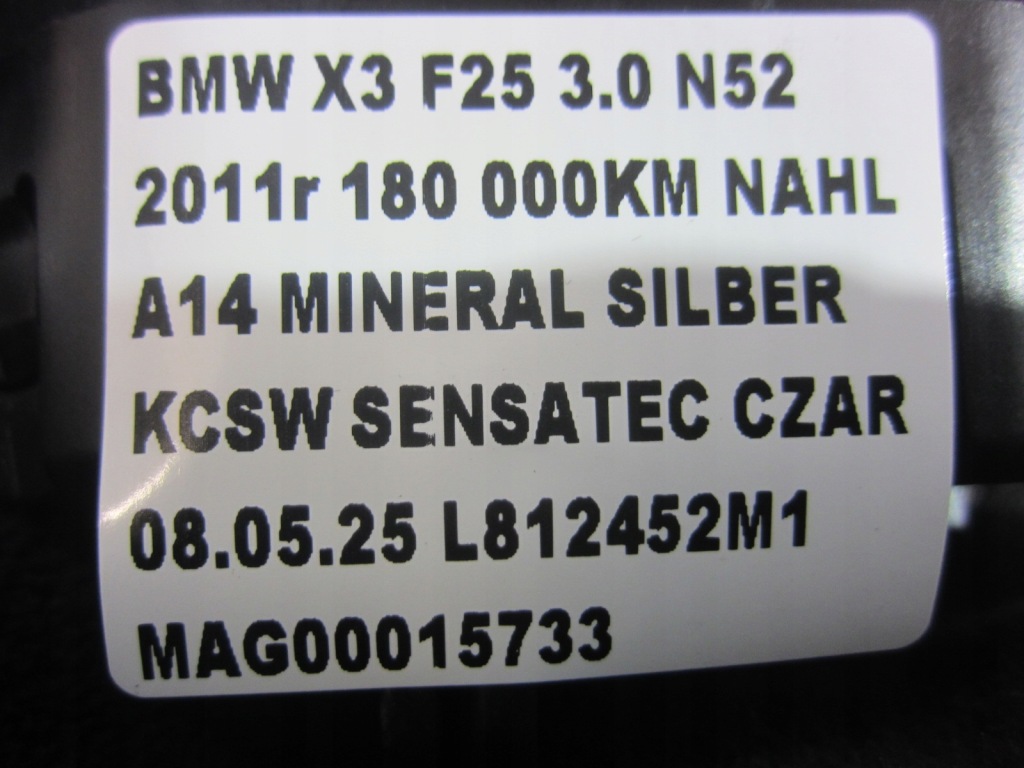 BMW X3 F25 3.0 N52
2011r 180 000KM NAHL
A14 MINERAL SILBER
KCSW SENSATEC CZAR
08.05.25 L812452M1
MAG00015733